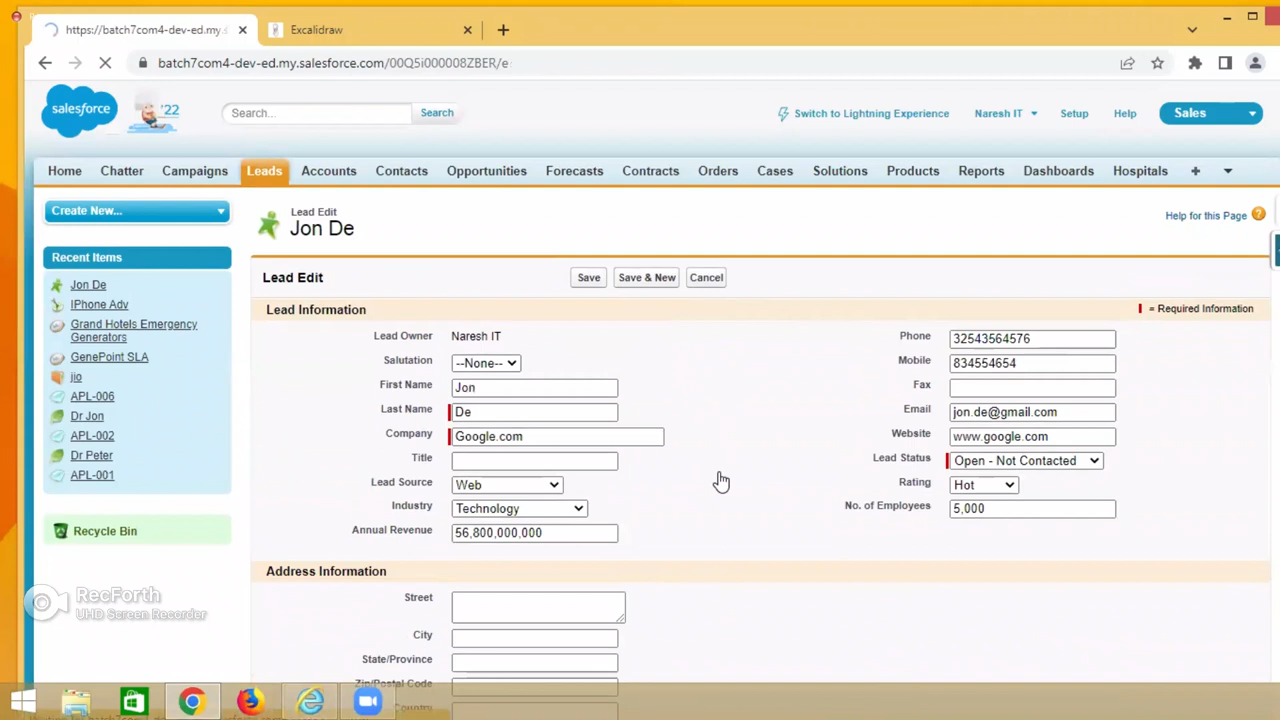 https://batch7com4-dev-ed.my.s
Excalidraw
batch7com4-dev-ed.my.salesforce.com/00Q5i000008ZBER/e
salesforce
'22
Search...
Search
Switch to Lightning Experience
Naresh IT
Setup
Help
Sales
Home
Chatter
Campaigns
Leads
Accounts
Contacts
Opportunities
Forecasts
Contracts
Orders
Cases
Solutions
Products
Reports
Dashboards
Hospitals
+
Create New...
Recent Items
Jon De
IPhone Adv
Grand Hotels Emergency
Generators
GenePoint SLA
jio
APL-006
Dr Jon
APL-002
Dr Peter
APL-001
Recycle Bin
Lead Edit
Jon De
Help for this Page
Lead Edit
Save
Save & New
Cancel
Lead Information
= Required Information
Lead Owner Naresh IT
Salutation --None--
First Name Jon
Last Name De
Company Google.com
Title
Lead Source Web
Industry Technology
Annual Revenue 56,800,000,000
Phone 32543564576
Mobile 834554654
Fax
Email jon.de@gmail.com
Website www.google.com
Lead Status Open - Not Contacted
Rating Hot
No. of Employees 5,000
Address Information
Street
City
State/Province
Zip/Postal Code
Country
RecForth
UHD Screen Recorder